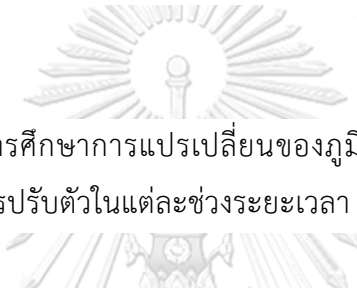 รศึกษาการแปรเปลี่ยนของภูมิ
รปรับตัวในแต่ละช่วงระยะเวลา